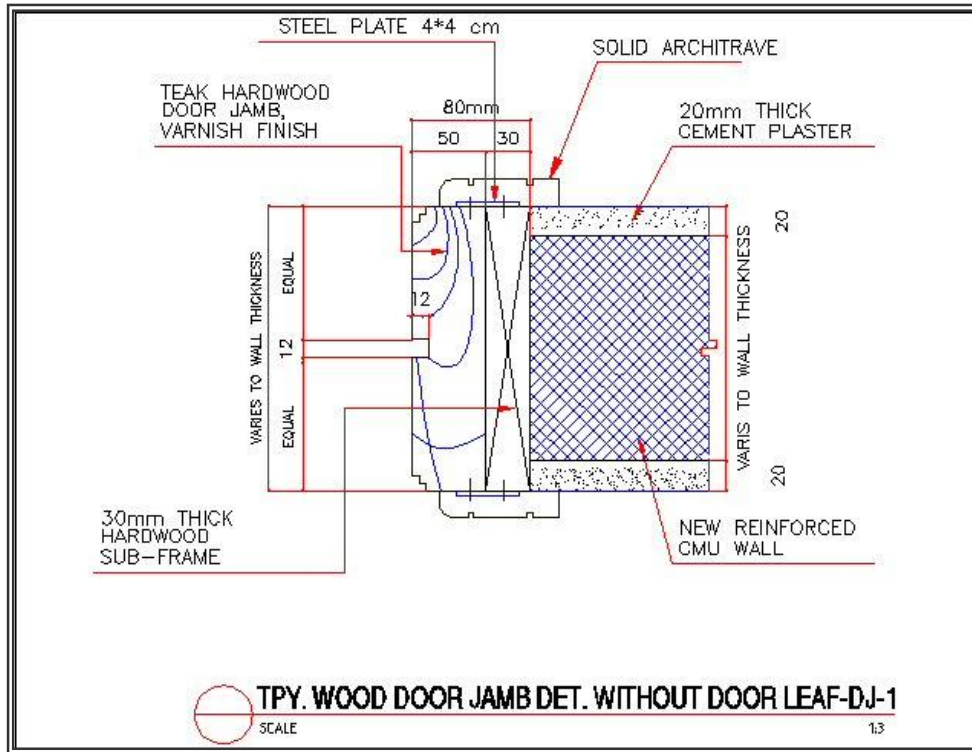 STEEL PLATE 4*4 cm
SOLID ARCHITRAVE
TEAK HARDWOOD
DOOR JAMB,
VARNISH FINISH
80mm
50
30
20mm THICK
CEMENT PLASTER
20
VARIES TO WALL THICKNESS
EQUAL
12
12
EQUAL
VARIS TO WALL THICKNESS
20
30mm THICK
HARDWOOD
SUB-FRAME
NEW REINFORCED
CMU WALL
TPY. WOOD DOOR JAMB DET. WITHOUT DOOR LEAF-DJ-1
SCALE
1:3